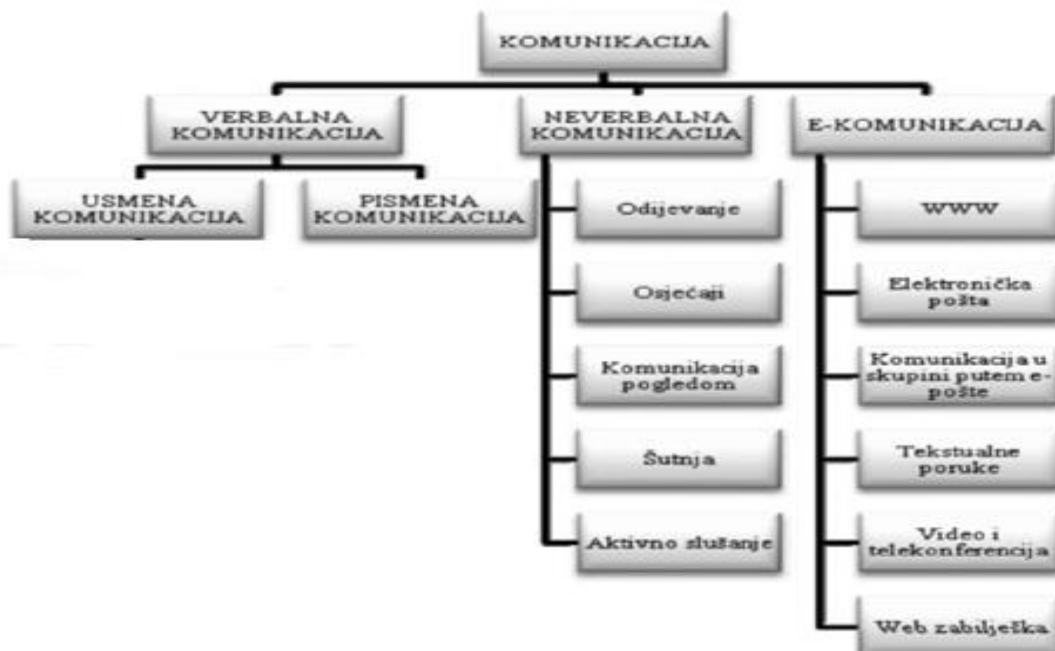 KOMUNIKACIJA
VERBALNA
KOMUNIKACIJA
NEVERBALNA
KOMUNIKACIJA
E-KOMUNIKACIJA
USMENA
KOMUNIKACIJA
PISMENA
KOMUNIKACIJA
Odijevanje
Osjećaji
Komunikacija
pogledom
Šutnja
Aktivno slušanje
WWW
Elektronička
pošta
Komunikacija u
skupini putem e-
pošte
Tekstualne
poruke
Video i
telekonferencija
Web zabilješka